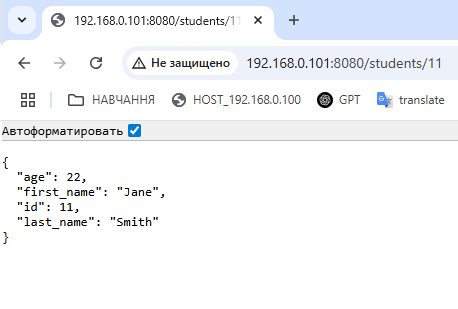 192.168.0.101:8080/students/11
Не защищено 192.168.0.101:8080/students/11
НАВЧАННЯ HOST_192.168.0.100 GPT translate
Автоформатировать
{
  "age": 22,
  "first_name": "Jane",
  "id": 11,
  "last_name": "Smith"
}